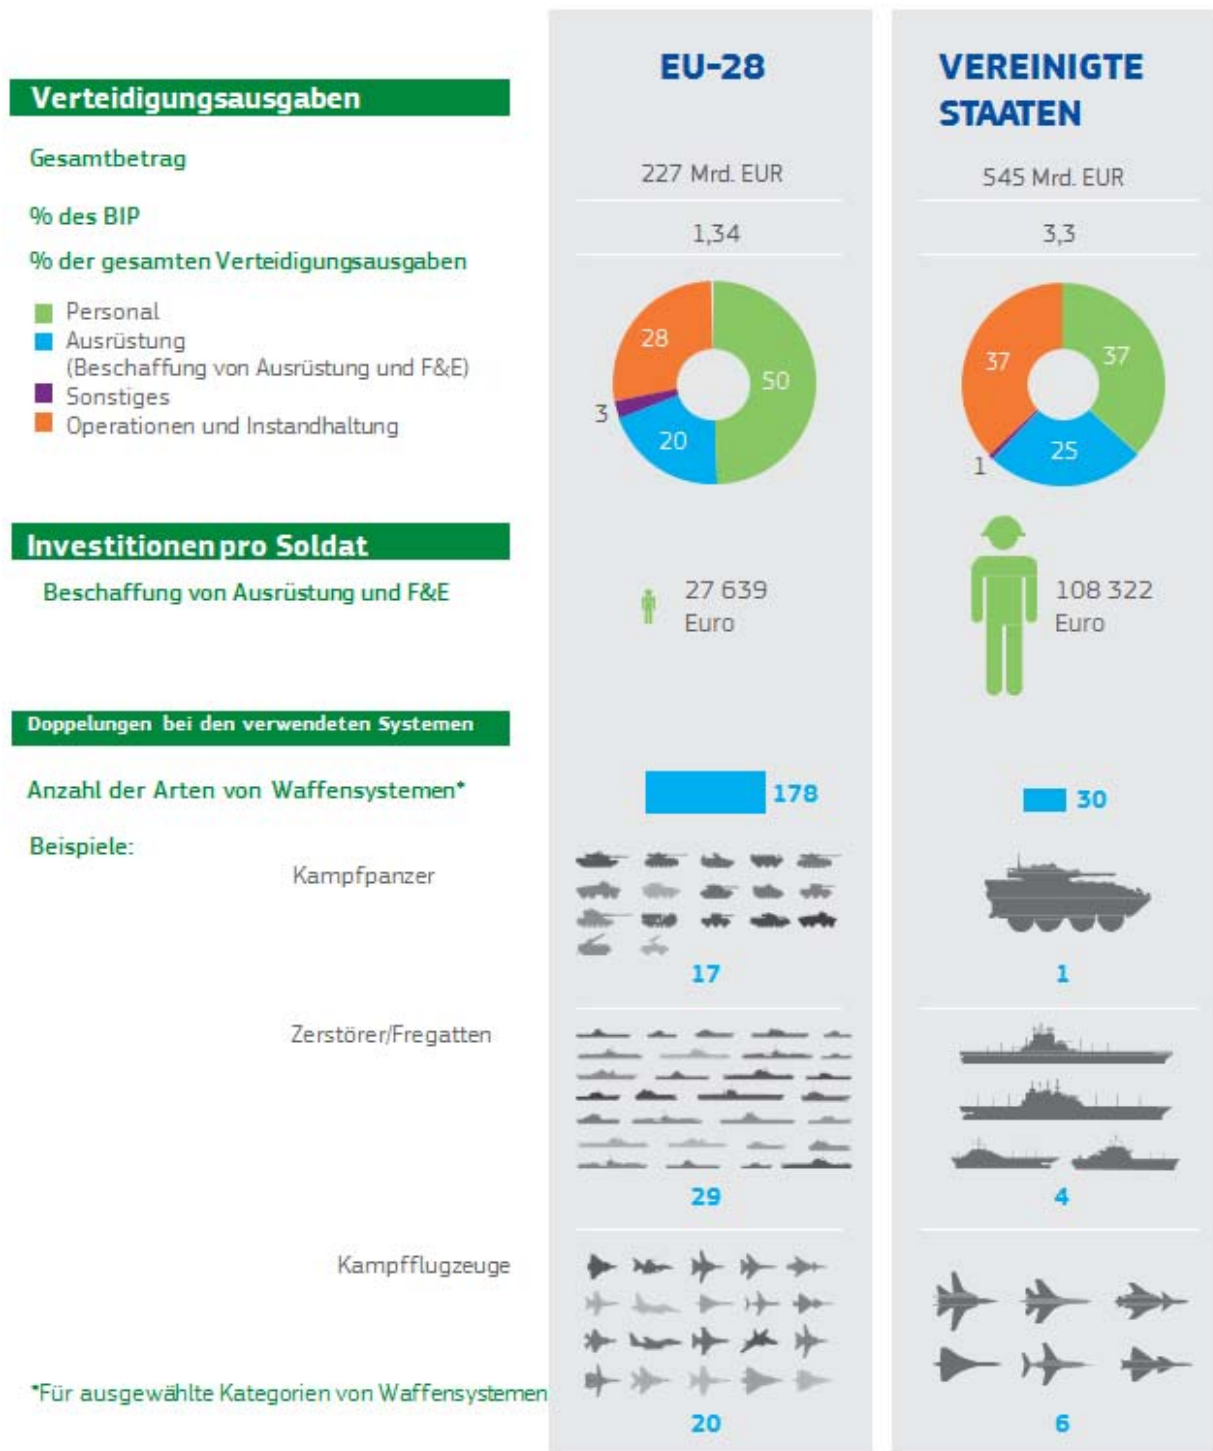 EU-28
VEREINIGTE
STAATEN
Verteidigungsausgaben
Gesamtbetrag
227 Mrd. EUR
545 Mrd. EUR
% des BIP
1,34
3,3
% der gesamten Verteidigungsausgaben
Personal
Ausrüstung
(Beschaffung von Ausrüstung und F&E)
Sonstiges
Operationen und Instandhaltung
28
50
3
20
37
37
1
25
Investitionen pro Soldat
Beschaffung von Ausrüstung und F&E
27 639
Euro
108 322
Euro
Doppelungen bei den verwendeten Systemen
Anzahl der Arten von Waffensystemen*
178
30
Beispiele:
Kampfpanzer
17
1
Zerstörer/Fregatten
29
4
Kampfflugzeuge
20
6
*Für ausgewählte Kategorien von Waffensystemen